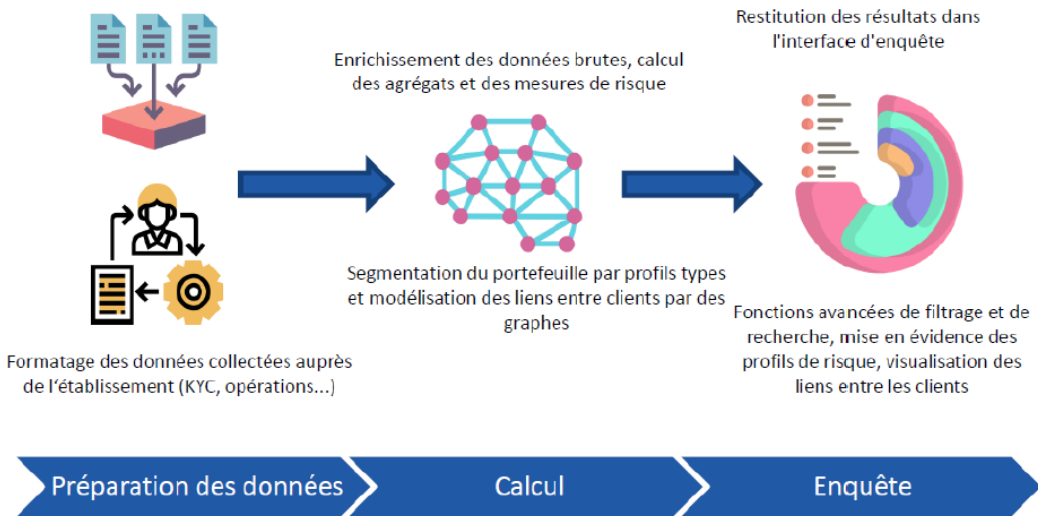 Restitution des résultats dans
l'interface d'enquête
Enrichissement des données brutes, calcul
des agrégats et des mesures de risque
Segmentation du portefeuille par profils types
et modélisation des liens entre clients par des
graphes
Fonctions avancées de filtrage et de
recherche, mise en évidence des
profils de risque, visualisation des
liens entre les clients
Formatage des données collectées auprès
de l'établissement (KYC, opérations...)
Préparation des données
Calcul
Enquête